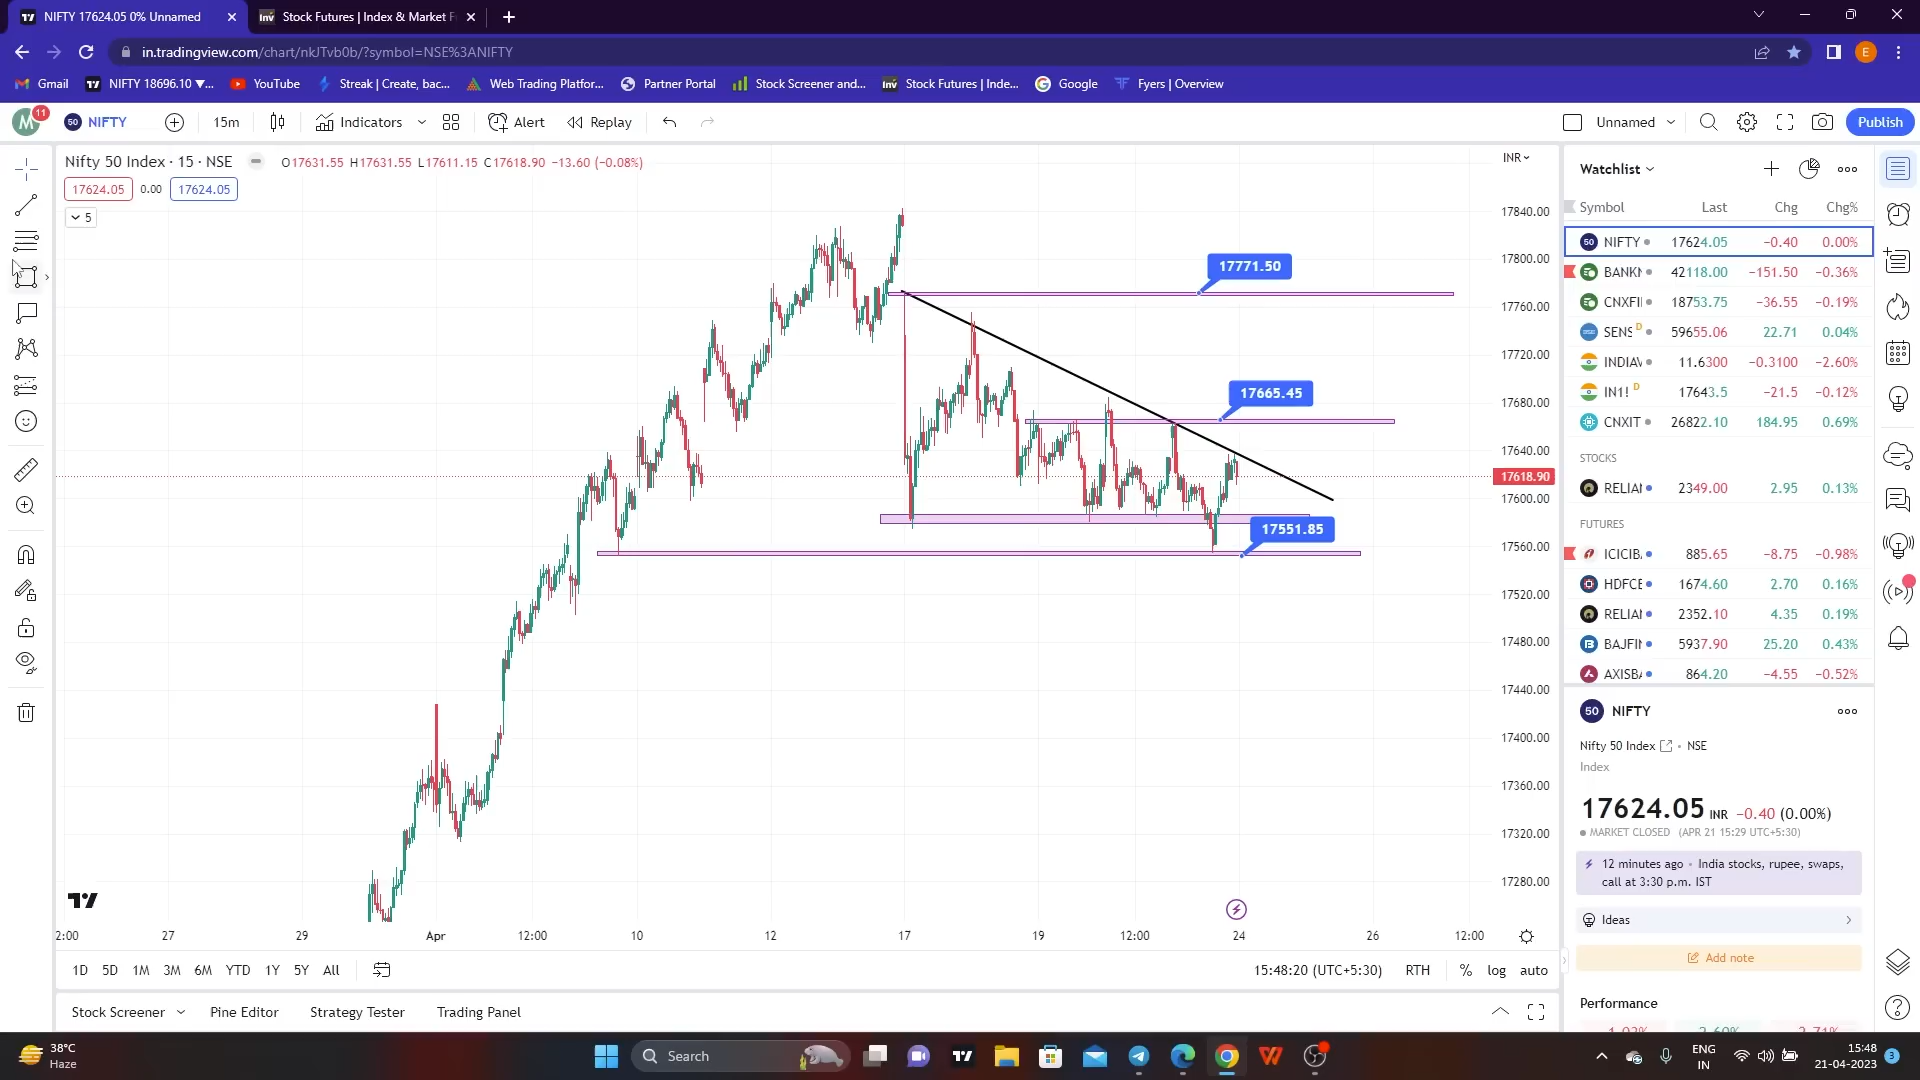 NIFTY 17624.05 0% Unnamed
Stock Futures | Index & Market F
in.tradingview.com/chart/nkJTvb0b/?symbol=NSE%3ANIFTY
E
Gmail
NIFTY 18696.10 ▼...
YouTube
Streak | Create, bac...
Web Trading Platfor...
Partner Portal
Stock Screener and...
Inv
Stock Futures | Inde...
Google
Fyers | Overview
M
11
50 NIFTY
15m
Indicators
Alert
Replay
Unnamed
Publish
Nifty 50 Index · 15 · NSE
O17631.55 H17631.55 L17611.15 C17618.90 −13.60 (−0.08%)
INR
17624.05 0.00 17624.05
5
17840.00
17800.00
17760.00
17720.00
17680.00
17640.00
17618.90
17600.00
17560.00
17520.00
17480.00
17440.00
17400.00
17360.00
17320.00
17280.00
17771.50
17665.45
17551.85
2:00 27 29 Apr 12:00 10 12 17 19 12:00 24 26 12:00
1D 5D 1M 3M 6M YTD 1Y 5Y All
15:48:20 (UTC+5:30) RTH % log auto
Stock Screener
Pine Editor
Strategy Tester
Trading Panel
Watchlist
Symbol Last Chg Chg%
50 NIFTY 17624.05 −0.40 0.00%
BANKN 42118.00 −151.50 −0.36%
CNXFI 18753.75 −36.55 −0.19%
SENS D 59655.06 22.71 0.04%
INDIAV 11.6300 −0.3100 −2.60%
IN1! D 17643.5 −21.5 −0.12%
CNXIT 26822.10 184.95 0.69%
STOCKS
RELIAN 2349.00 2.95 0.13%
FUTURES
ICICIB 885.65 −8.75 −0.98%
HDFCE 1674.60 2.70 0.16%
RELIAN 2352.10 4.35 0.19%
BAJFIN 5937.90 25.20 0.43%
AXISBA 864.20 −4.55 −0.52%
50 NIFTY
Nifty 50 Index · NSE
Index
17624.05 INR −0.40 (0.00%)
MARKET CLOSED (APR 21 15:29 UTC+5:30)
12 minutes ago · India stocks, rupee, swaps,
call at 3:30 p.m. IST
Ideas
Add note
Performance
38°C
Haze
Search
ENG
IN
15:48
21-04-2023
3